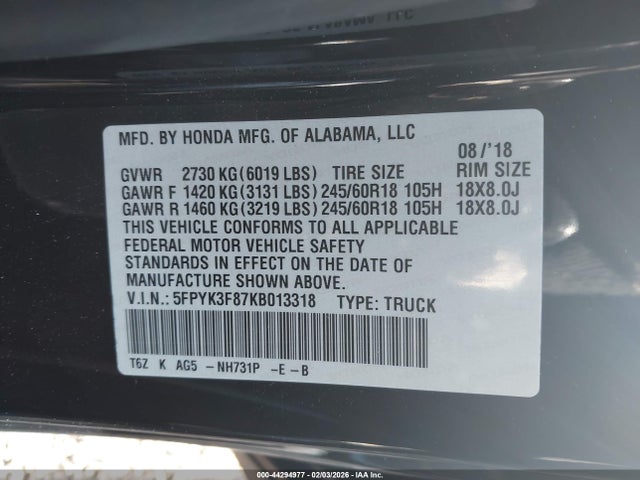 MFD. BY HONDA MFG. OF ALABAMA, LLC
08/'18
GVWR 2730 KG(6019 LBS) TIRE SIZE RIM SIZE
GAWR F 1420 KG(3131 LBS) 245/60R18 105H 18X8.0J
GAWR R 1460 KG(3219 LBS) 245/60R18 105H 18X8.0J
THIS VEHICLE CONFORMS TO ALL APPLICABLE
FEDERAL MOTOR VEHICLE SAFETY
STANDARDS IN EFFECT ON THE DATE OF
MANUFACTURE SHOWN ABOVE.
V.I.N.: 5FPYK3F87KB013318 TYPE: TRUCK
T6Z K AG5 -NH731P -E -B
000-44294977 - 02/03/2026 - IAA Inc.